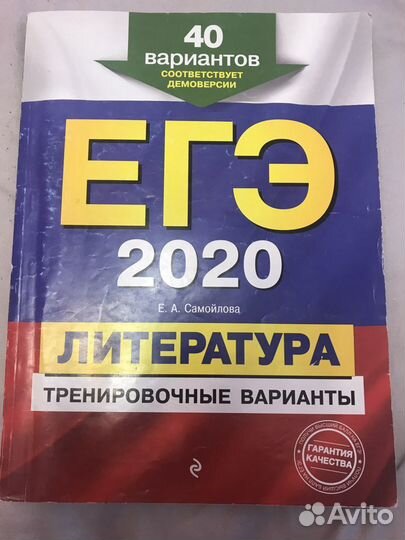 40
вариантов
СООТВЕТСТВУЕТ
ДЕМОВЕРСИИ
ЕГЭ
2020
Е. А. Самойлова
ЛИТЕРАТУРА
ТРЕНИРОВОЧНЫЕ ВАРИАНТЫ
ГАРАНТИЯ
КАЧЕСТВА
Avito